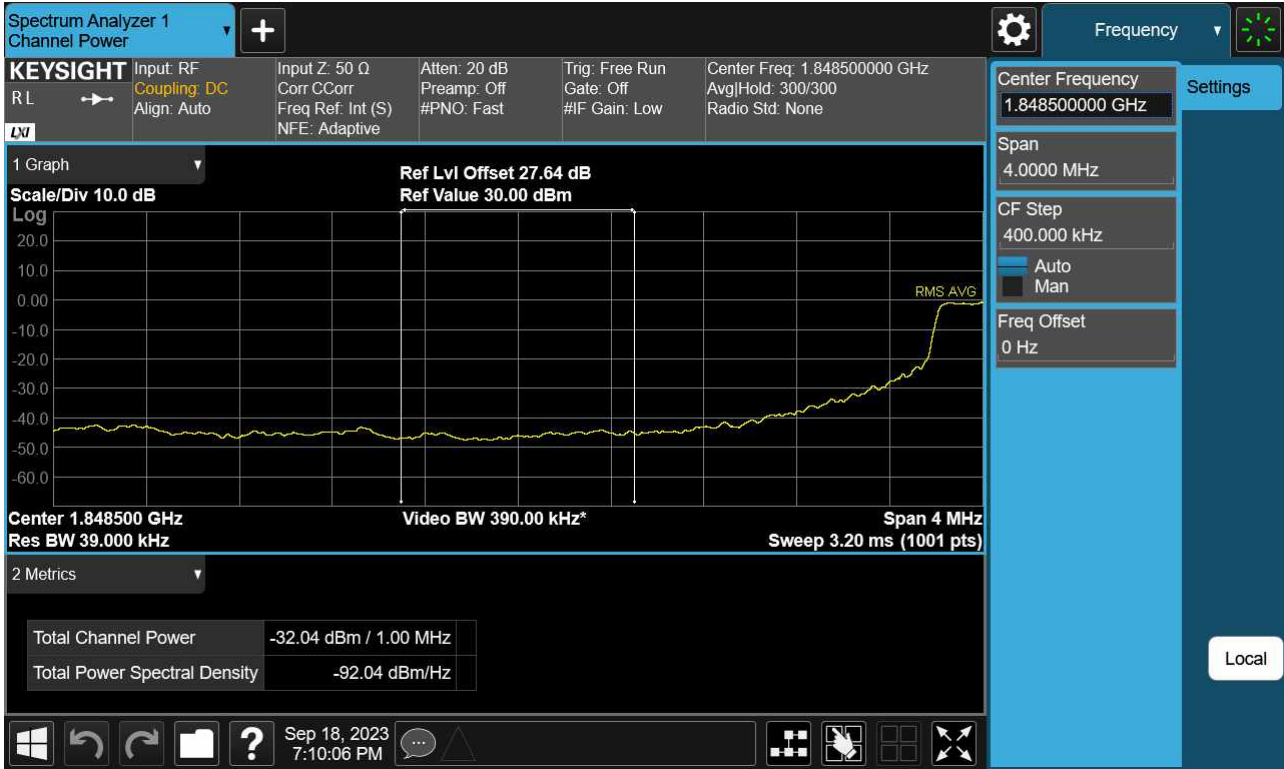 Spectrum Analyzer 1
Channel Power
Frequency
KEYSIGHT
R L
LXI
Input: RF
Coupling: DC
Align: Auto
Input Z: 50 Ω
Corr CCorr
Freq Ref: Int (S)
NFE: Adaptive
Atten: 20 dB
Preamp: Off
#PNO: Fast
Trig: Free Run
Gate: Off
#IF Gain: Low
Center Freq: 1.848500000 GHz
Avg|Hold: 300/300
Radio Std: None
Center Frequency
1.848500000 GHz
Settings
Span
4.0000 MHz
CF Step
400.000 kHz
Auto
Man
Freq Offset
0 Hz
Local
1 Graph
Ref Lvl Offset 27.64 dB
Scale/Div 10.0 dB
Ref Value 30.00 dBm
Log
20.0
10.0
0.00
-10.0
-20.0
-30.0
-40.0
-50.0
-60.0
RMS AVG
Center 1.848500 GHz
Video BW 390.00 kHz*
Span 4 MHz
Res BW 39.000 kHz
Sweep 3.20 ms (1001 pts)
2 Metrics
Total Channel Power -32.04 dBm / 1.00 MHz
Total Power Spectral Density -92.04 dBm/Hz
?
Sep 18, 2023
7:10:06 PM